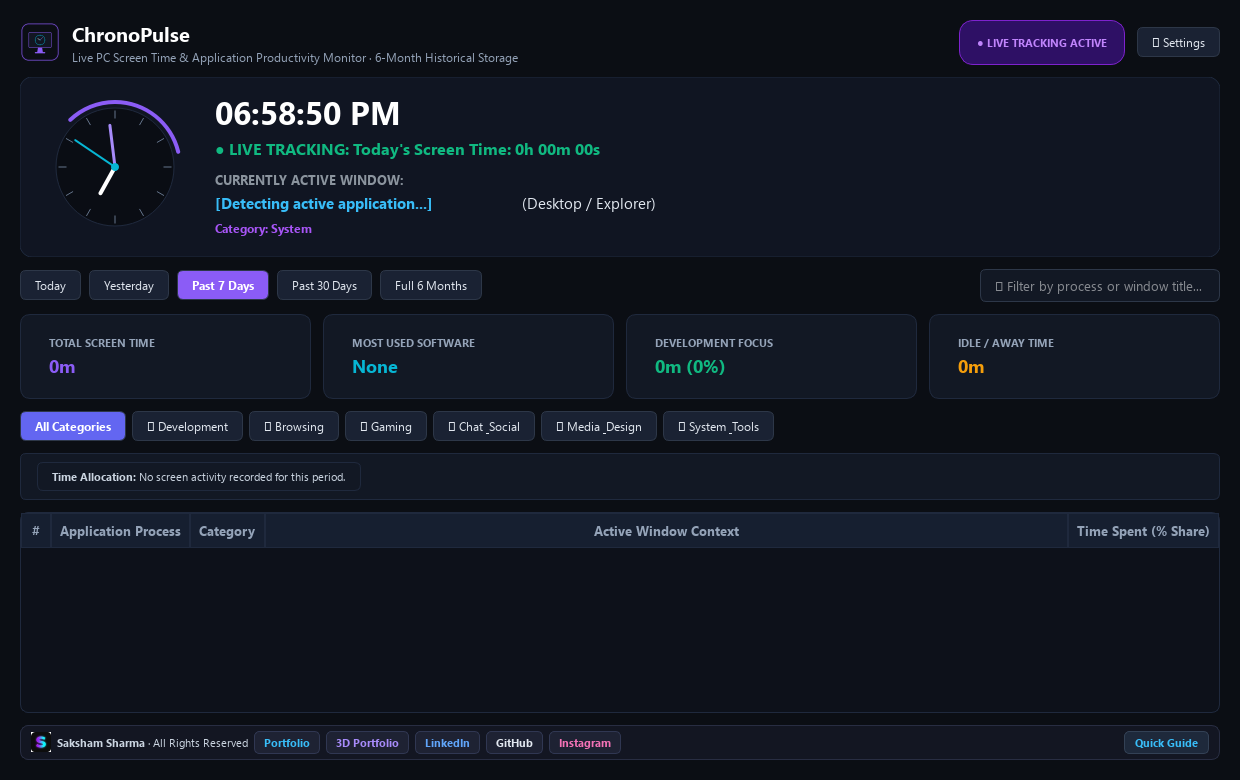 ChronoPulse
Live PC Screen Time & Application Productivity Monitor · 6-Month Historical Storage
● LIVE TRACKING ACTIVE
Settings
06:58:50 PM
● LIVE TRACKING: Today's Screen Time: 0h 00m 00s
CURRENTLY ACTIVE WINDOW:
[Detecting active application...] (Desktop / Explorer)
Category: System
Today
Yesterday
Past 7 Days
Past 30 Days
Full 6 Months
Filter by process or window title...
TOTAL SCREEN TIME
0m
MOST USED SOFTWARE
None
DEVELOPMENT FOCUS
0m (0%)
IDLE / AWAY TIME
0m
All Categories
Development
Browsing
Gaming
Chat _Social
Media _Design
System _Tools
Time Allocation: No screen activity recorded for this period.
# Application Process Category Active Window Context Time Spent (% Share)
S Saksham Sharma · All Rights Reserved
Portfolio
3D Portfolio
LinkedIn
GitHub
Instagram
Quick Guide